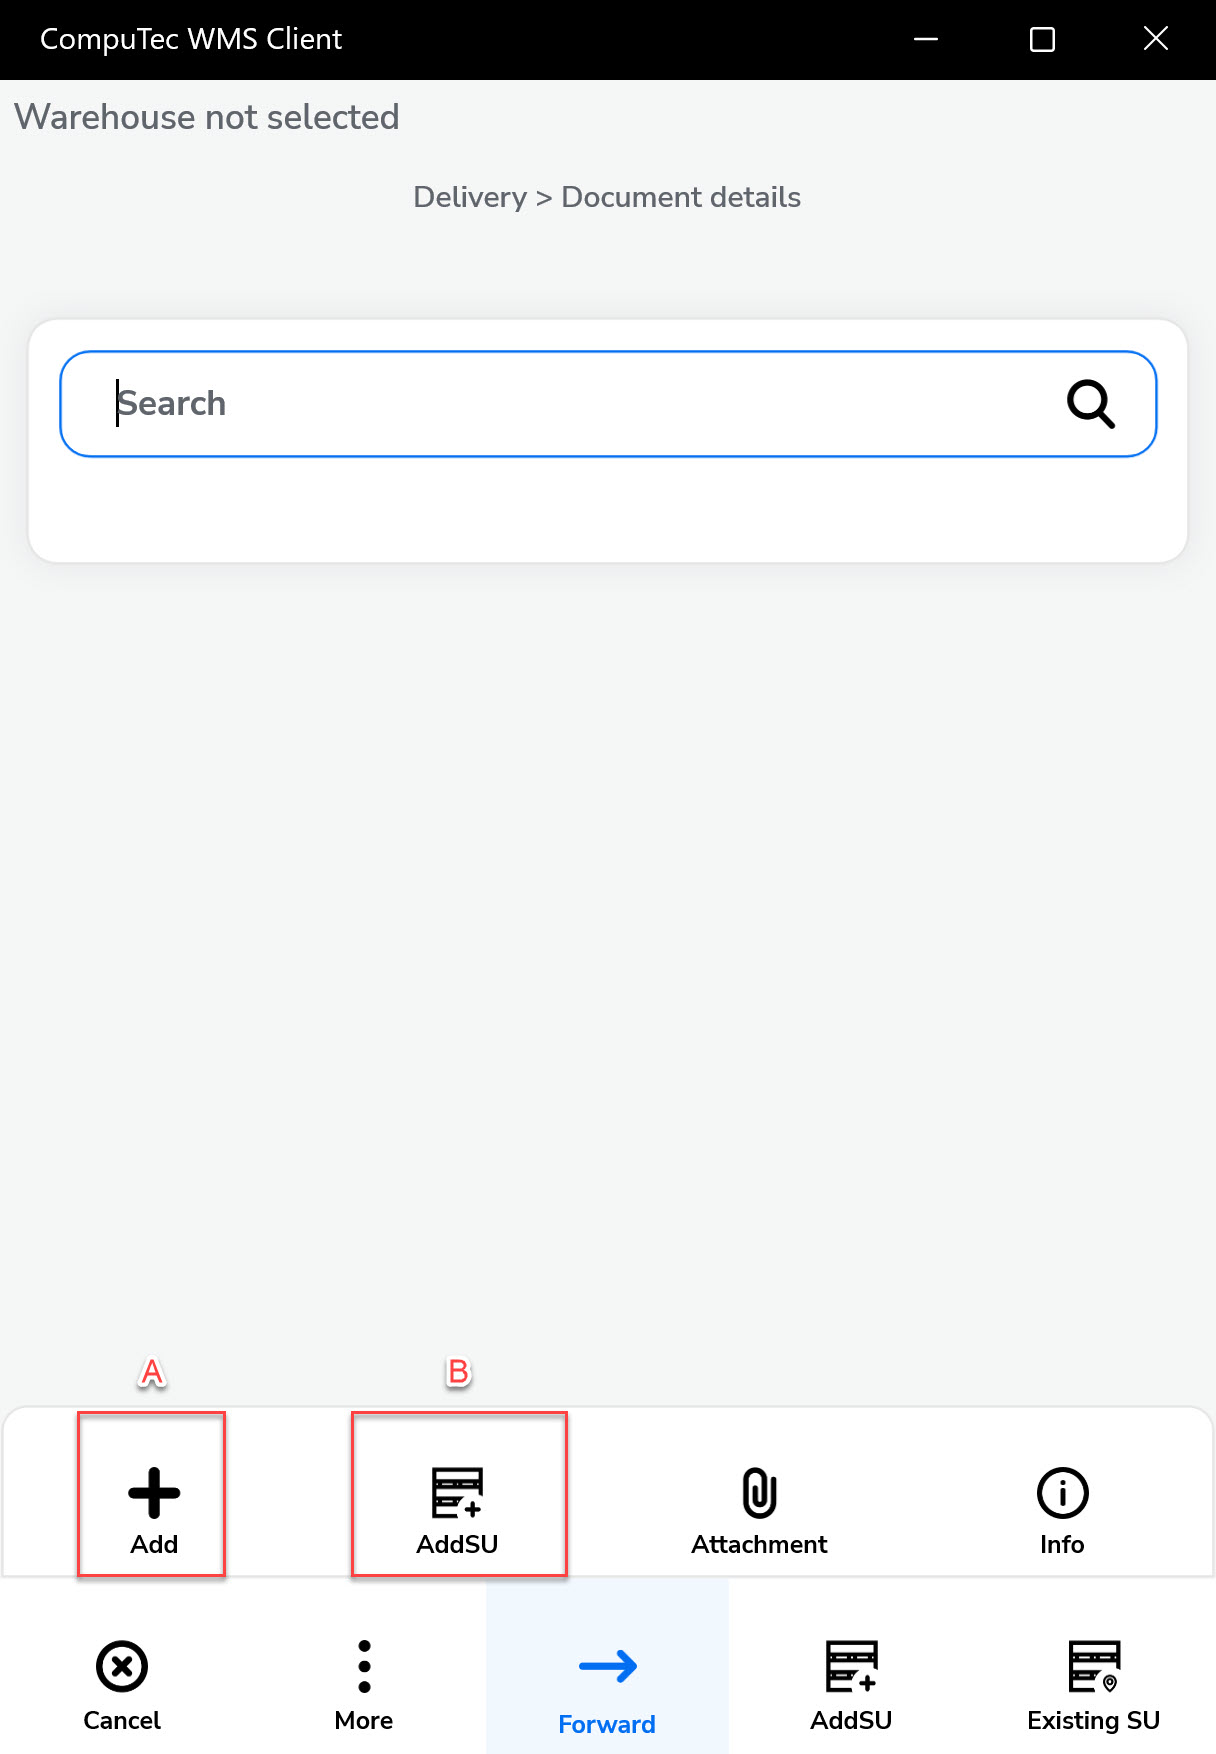 CompuTec WMS Client
Warehouse not selected
Delivery > Document details
Search
A B
Add AddSU Attachment Info
Cancel More Forward AddSU Existing SU